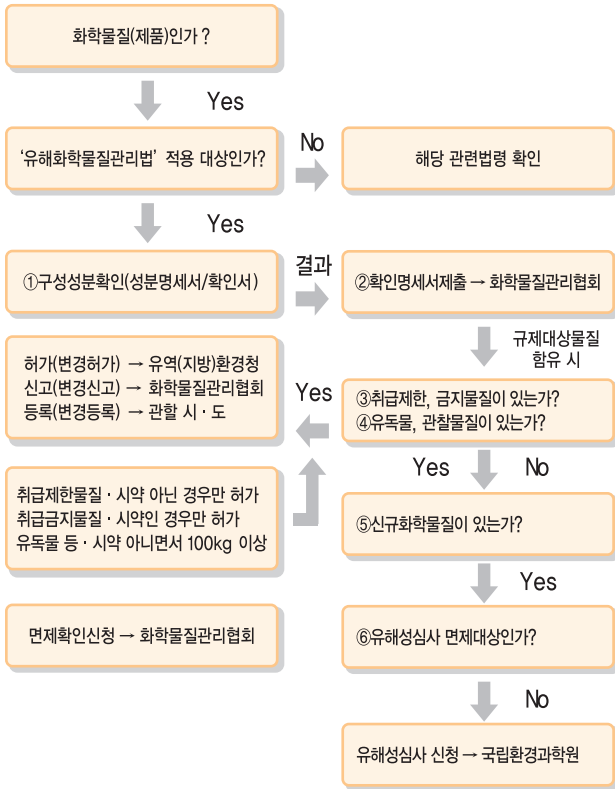 화학물질(제품)인가 ?
Yes
‘유해화학물질관리법’ 적용 대상인가?
No
해당 관련법령 확인
Yes
①구성성분확인(성분명세서/확인서)
결과
②확인명세서제출 → 화학물질관리협회
규제대상물질
함유 시
허가(변경허가) → 유역(지방)환경청
신고(변경신고) → 화학물질관리협회
등록(변경등록) → 관할 시 · 도
Yes
③취급제한, 금지물질이 있는가?
④유독물, 관찰물질이 있는가?
Yes
No
취급제한물질 · 시약 아닌 경우만 허가
취급금지물질 · 시약인 경우만 허가
유독물 등 · 시약 아니면서 100kg 이상
⑤신규화학물질이 있는가?
Yes
면제확인신청 → 화학물질관리협회
⑥유해성심사 면제대상인가?
No
유해성심사 신청 → 국립환경과학원